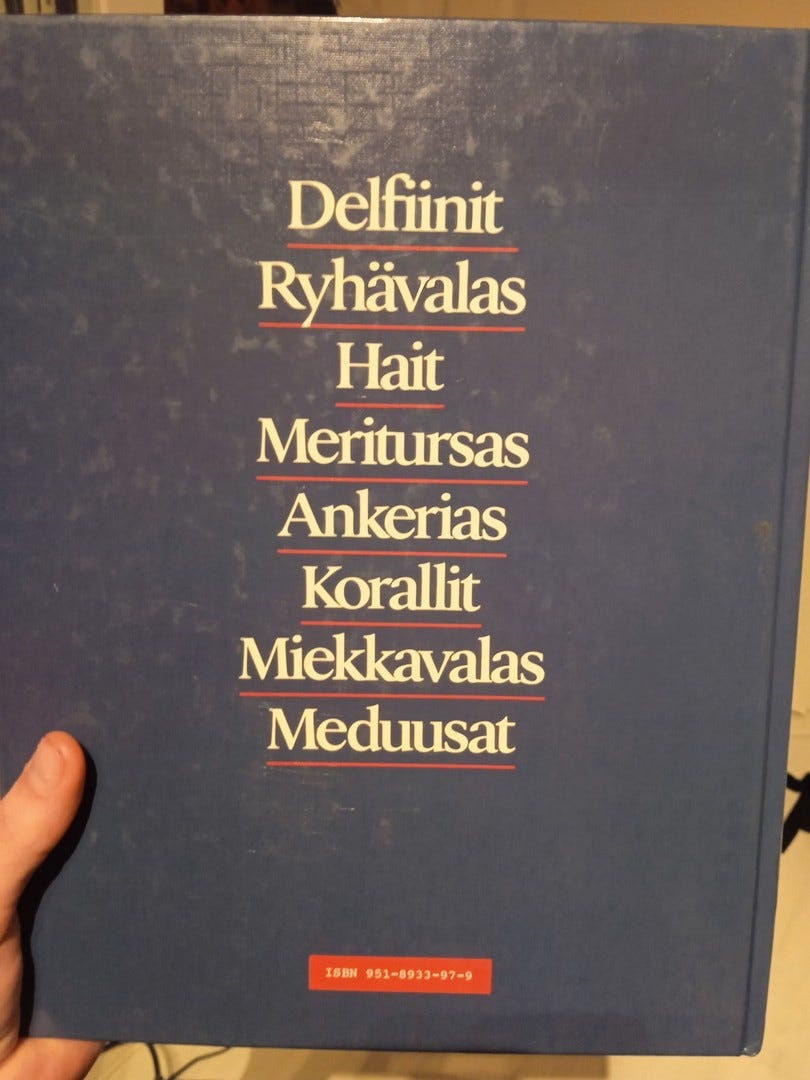 Delfiinit
Ryhävalas
Hait
Meritursas
Ankerias
Korallit
Miekkavalas
Meduusat
ISBN 951-8933-97-9